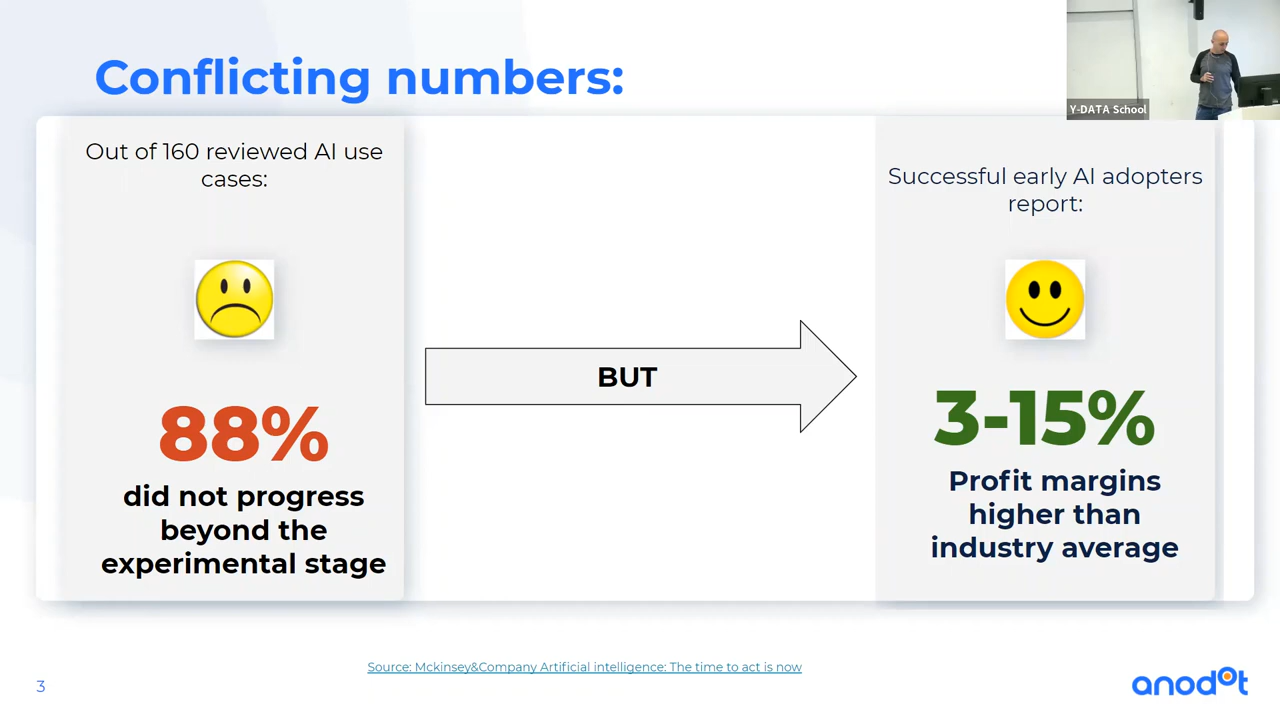 Conflicting numbers:
Y-DATA School
Out of 160 reviewed AI use
cases:
88%
did not progress
beyond the
experimental stage
BUT
Successful early AI adopters
report:
3-15%
Profit margins
higher than
industry average
Source: Mckinsey&Company Artificial intelligence: The time to act is now
3
anodot